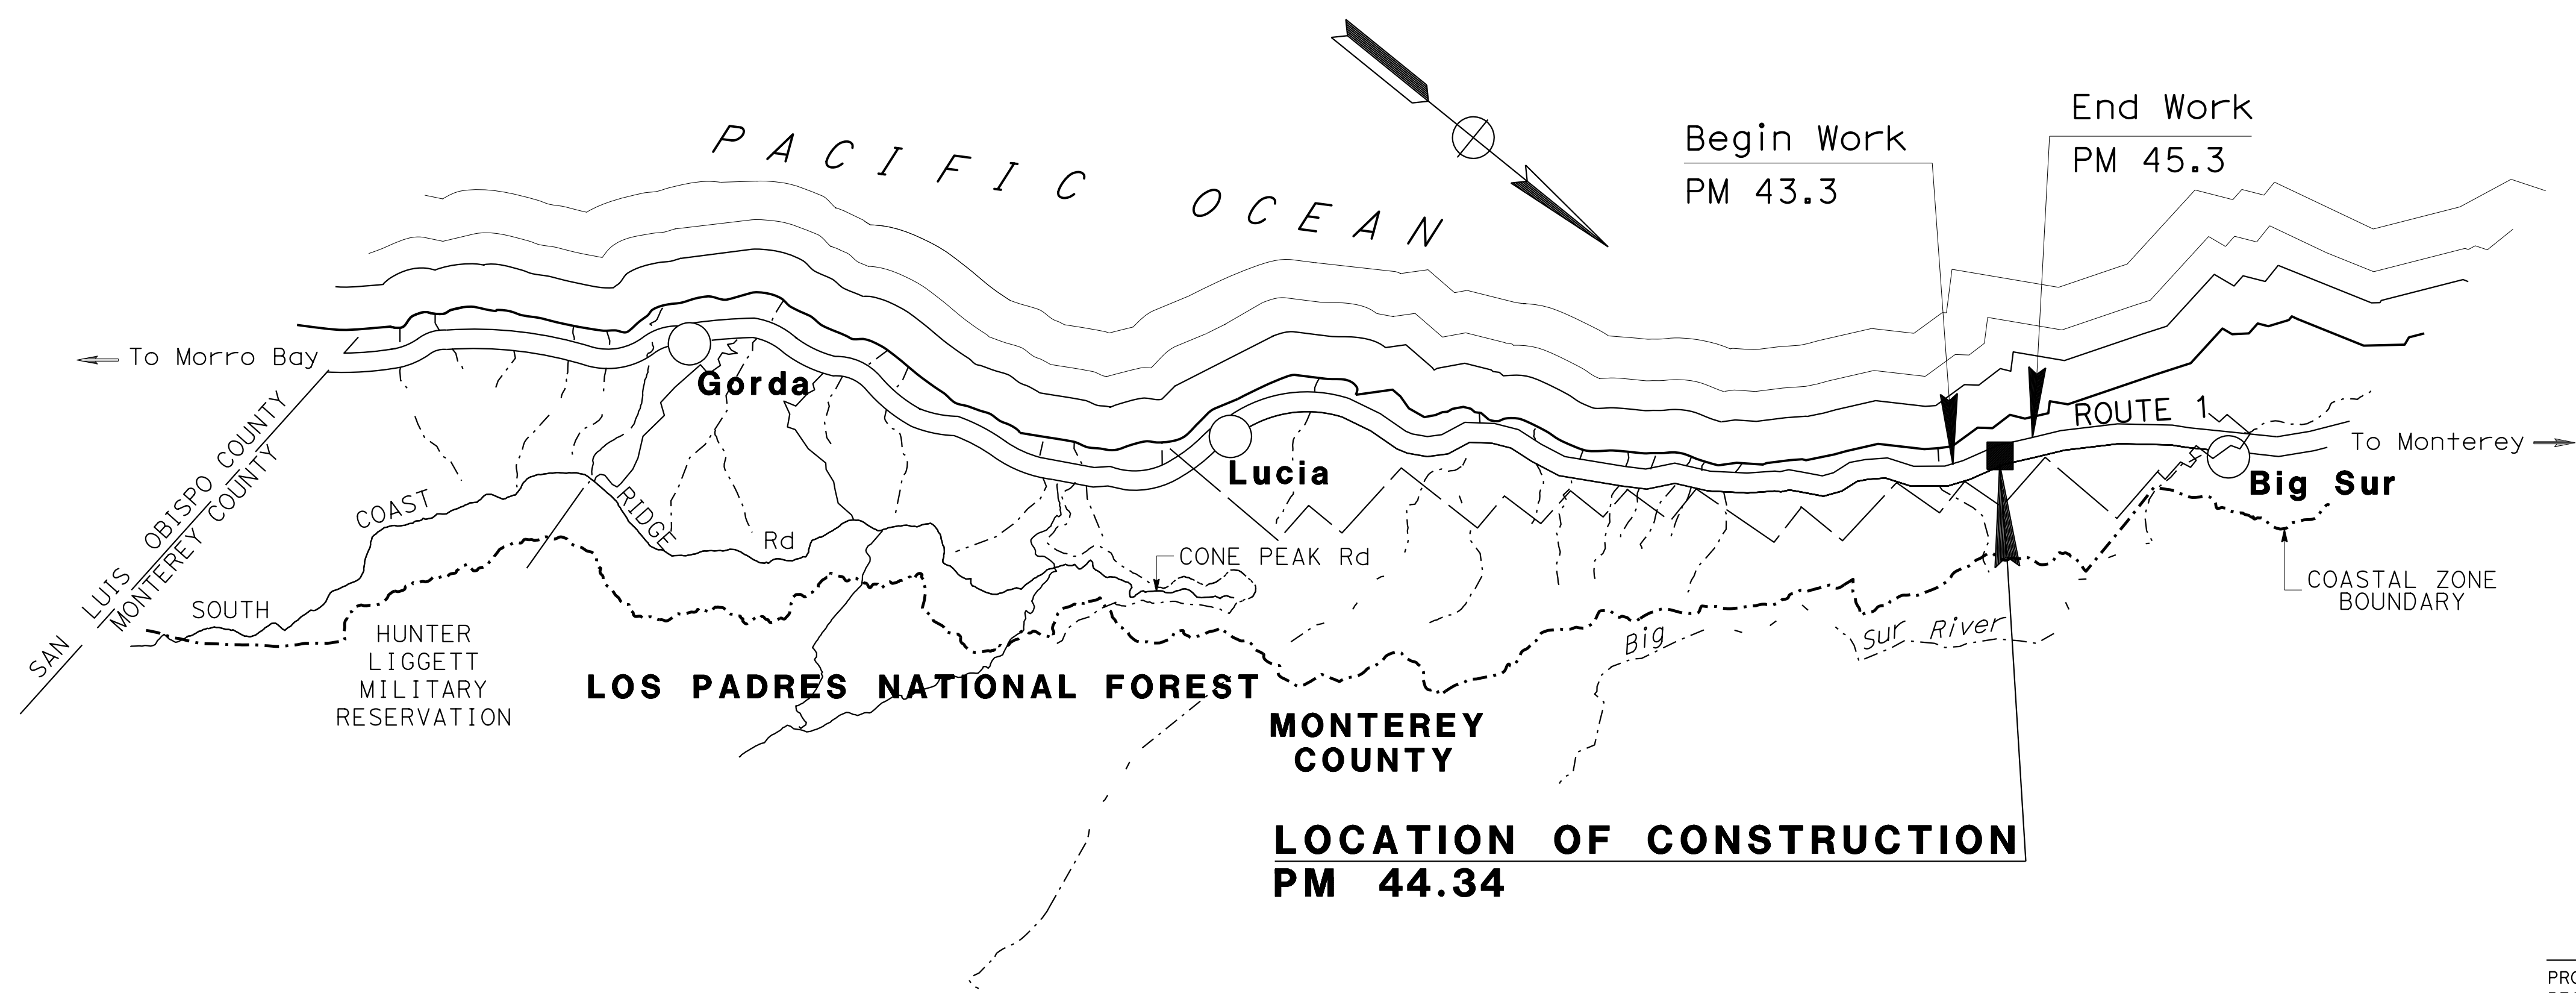 PACIFIC OCEAN
Begin Work
PM 43.3
End Work
PM 45.3
To Morro Bay
Gorda
Lucia
ROUTE 1
To Monterey
Big Sur
SAN LUIS OBISPO COUNTY
MONTEREY COUNTY
SOUTH COAST RIDGE Rd
CONE PEAK Rd
COASTAL ZONE
BOUNDARY
HUNTER
LIGGETT
MILITARY
RESERVATION
Big Sur River
LOS PADRES NATIONAL FOREST
MONTEREY
COUNTY
LOCATION OF CONSTRUCTION
PM 44.34
PRO